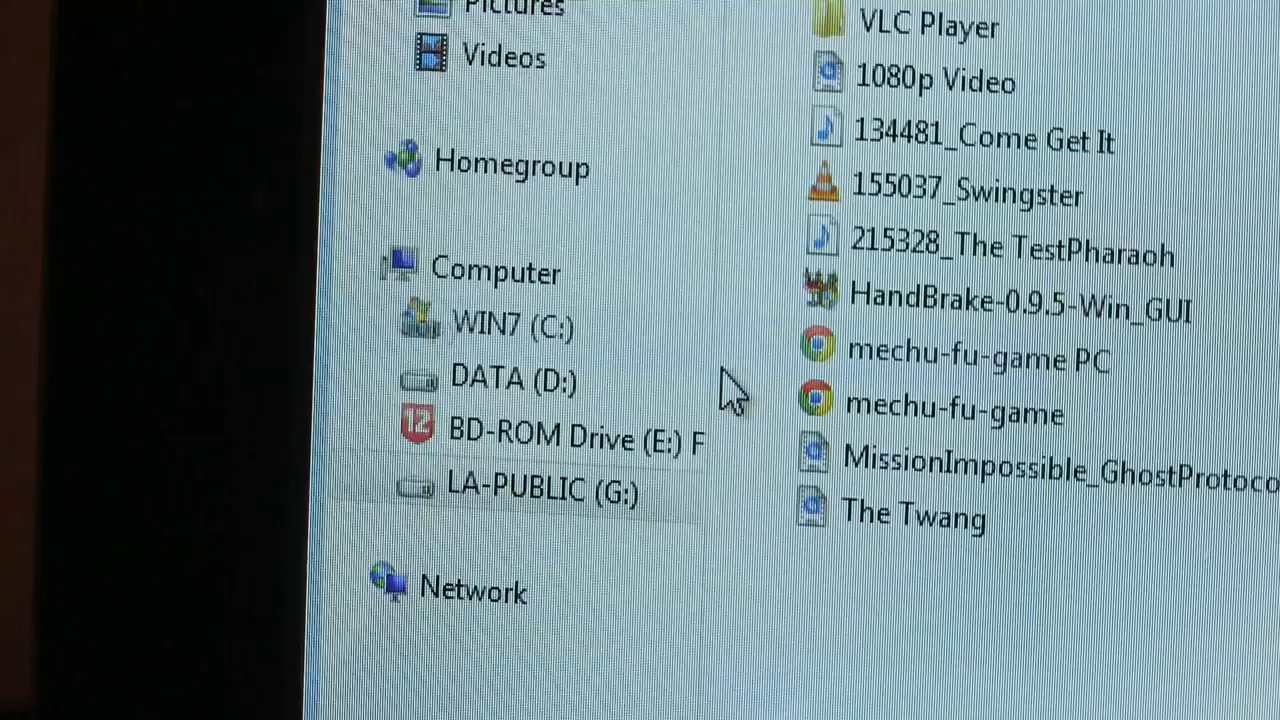 Pictures
Videos
Homegroup
Computer
WIN7 (C:)
DATA (D:)
12
BD-ROM Drive (E:) F
LA-PUBLIC (G:)
Network
VLC Player
1080p Video
134481_Come Get It
155037_Swingster
215328_The TestPharaoh
HandBrake-0.9.5-Win_GUI
mechu-fu-game PC
mechu-fu-game
MissionImpossible_GhostProtoco
The Twang